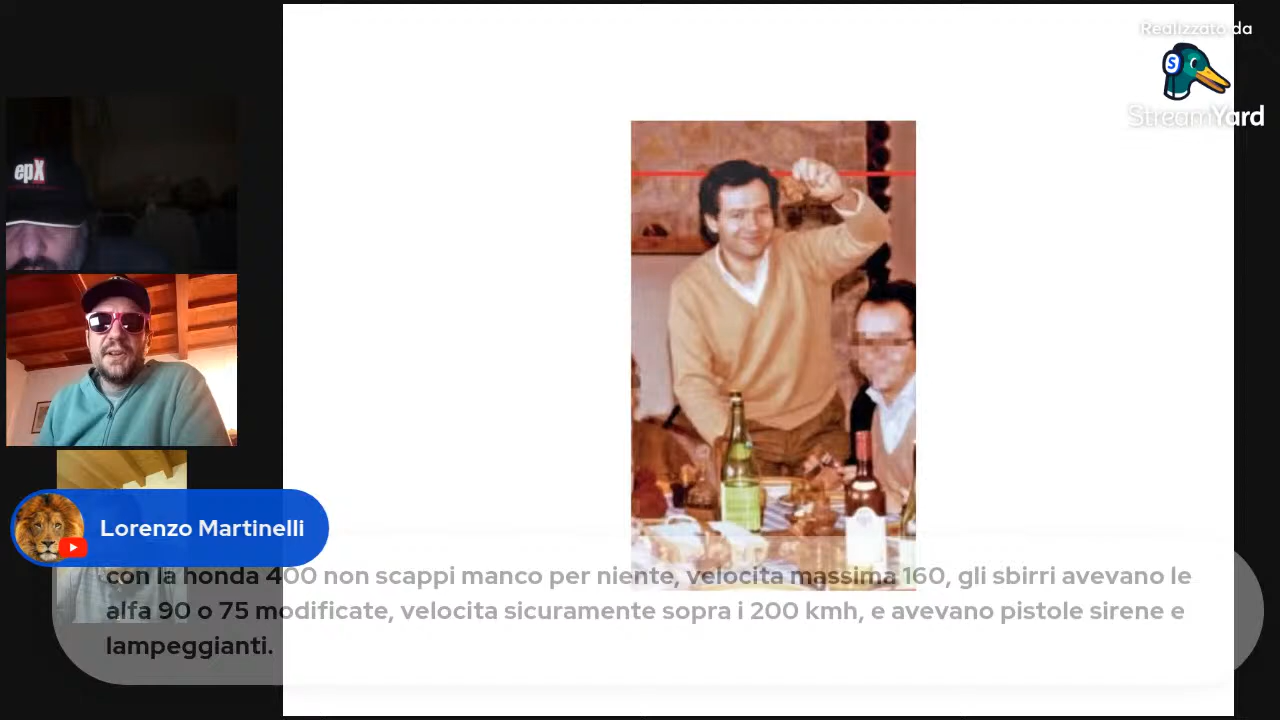 Realizzato da
StreamYard
epX
Lorenzo Martinelli
con la honda 400 non scappi manco per niente, velocita massima 160, gli sbirri avevano le
alfa 90 o 75 modificate, velocita sicuramente sopra i 200 kmh, e avevano pistole sirene e
lampeggianti.